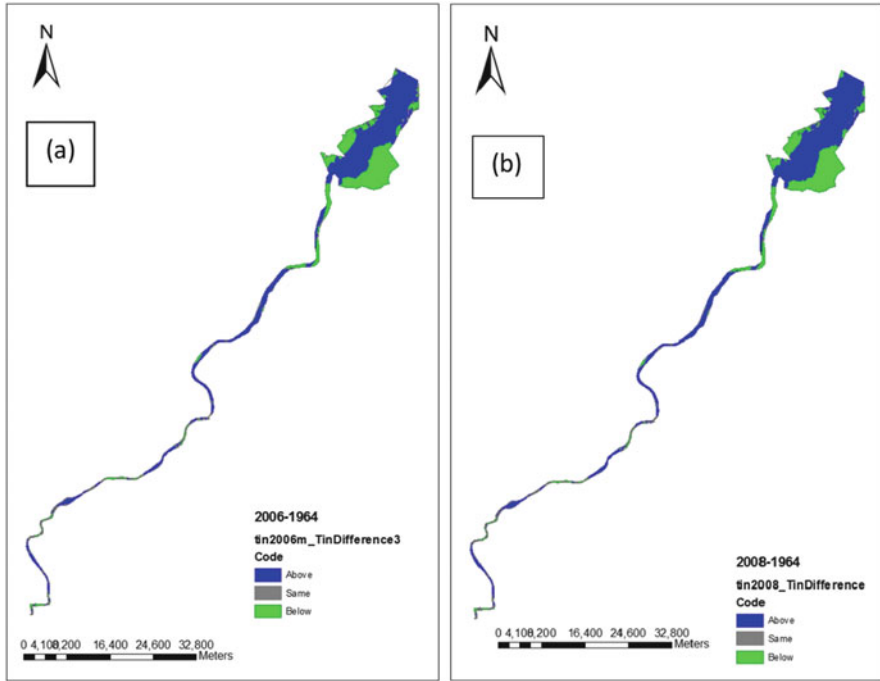 N
(a)
2006-1964
tin2006m_TinDifference3
Code
Above
Same
Below
0 4,108,200 16,400 24,600 32,800
Meters
N
(b)
2008-1964
tin2008_TinDifference
Code
Above
Same
Below
0 4,108,200 16,400 24,600 32,800
Meters